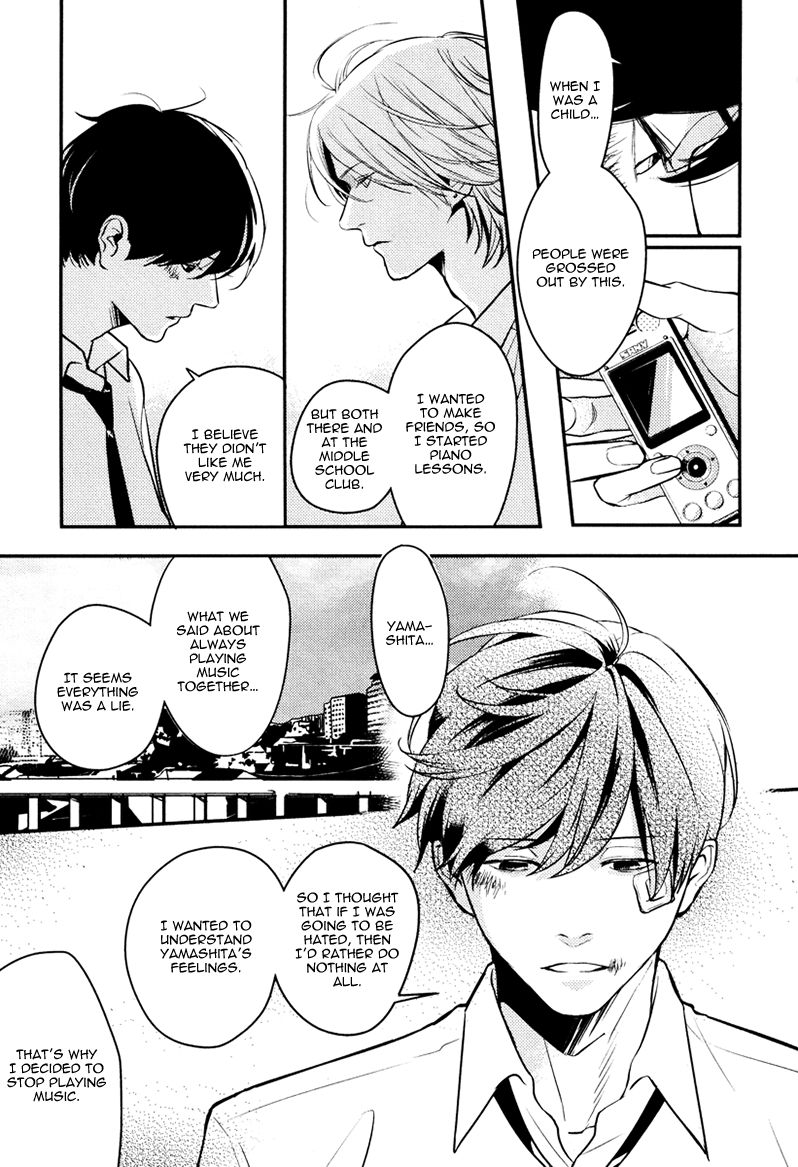 WHEN I
WAS A
CHILD...
PEOPLE WERE
GROSSED
OUT BY THIS.
SHNY
I WANTED
TO MAKE
FRIENDS, SO
I STARTED
PIANO
LESSONS.
BUT BOTH
THERE AND
AT THE
MIDDLE
SCHOOL
CLUB.
I BELIEVE
THEY DIDN'T
LIKE ME
VERY MUCH.
YAMA-
SHITA...
WHAT WE
SAID ABOUT
ALWAYS
PLAYING
MUSIC
TOGETHER...
IT SEEMS
EVERYTHING
WAS A LIE.
SO I THOUGHT
THAT IF I WAS
GOING TO BE
HATED, THEN
I'D RATHER DO
NOTHING AT
ALL.
I WANTED TO
UNDERSTAND
YAMASHITA'S
FEELINGS.
THAT'S WHY
I DECIDED TO
STOP PLAYING
MUSIC.